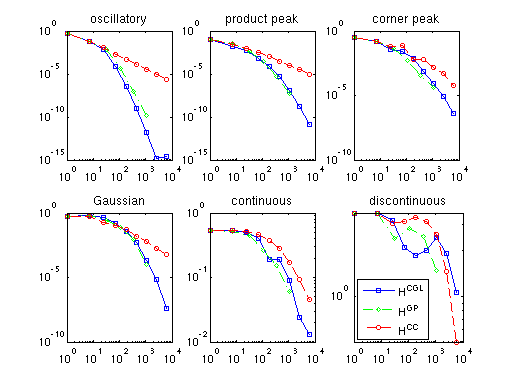 oscillatory product peak corner peak
10^0 10^0 10^0
10^-5 10^-5 10^-5
10^-10 10^-10
10^-15 10^-15 10^-10
10^0 10^1 10^2 10^3 10^4 10^0 10^1 10^2 10^3 10^4 10^0 10^1 10^2 10^3 10^4
Gaussian continuous discontinuous
10^0 10^0
10^-5 10^-1 10^0
H^CGL
H^GP
H^CC
10^-10 10^-2
10^0 10^1 10^2 10^3 10^4 10^0 10^1 10^2 10^3 10^4 10^0 10^1 10^2 10^3 10^4